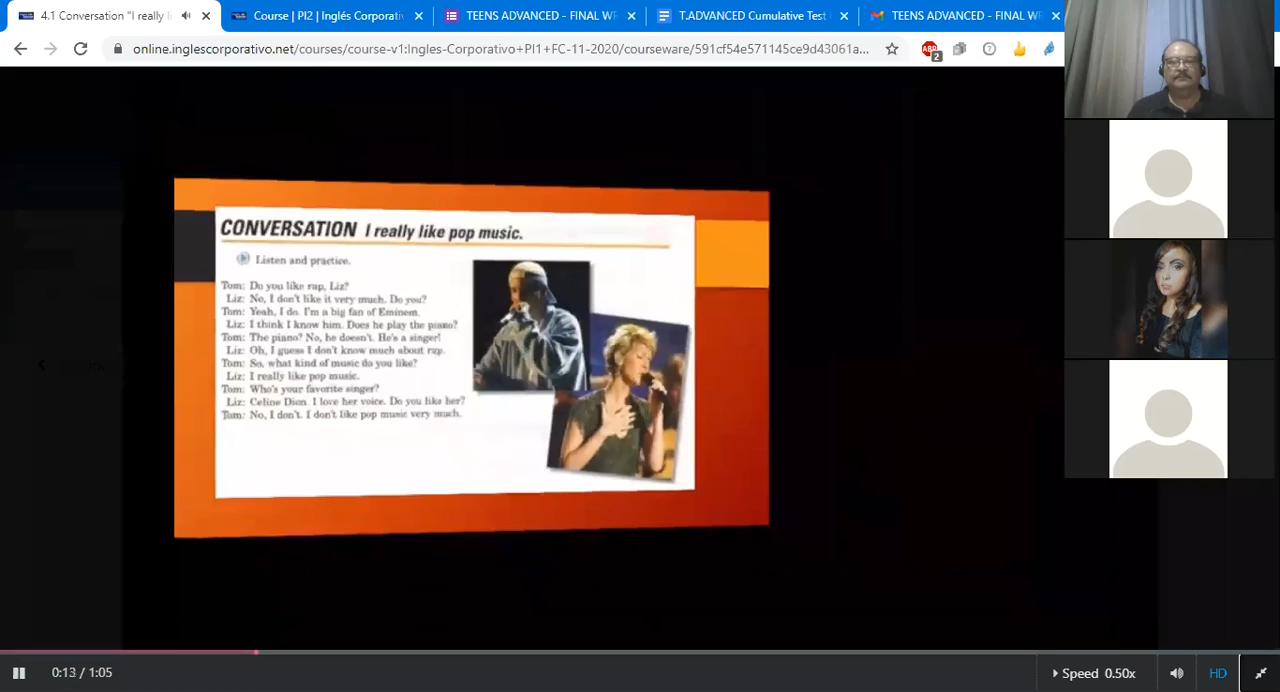 4.1 Conversation "I really li
Course | PI2 | Inglés Corporativ
TEENS ADVANCED - FINAL WR
T.ADVANCED Cumulative Test
TEENS ADVANCED - FINAL W
online.inglescorporativo.net/courses/course-v1:Ingles-Corporativo+PI1+FC-11-2020/courseware/591cf54e571145ce9d43061a...
ABP
2
CONVERSATION I really like pop music.
Listen and practice.
Tom: Do you like rap, Liz?
Liz: No, I don't like it very much. Do you?
Tom: Yeah, I do. I'm a big fan of Eminem.
Liz: I think I know him. Does he play the piano?
Tom: The piano? No, he doesn't. He's a singer!
Liz: Oh, I guess I don't know much about rap.
Tom: So, what kind of music do you like?
Liz: I really like pop music.
Tom: Who's your favorite singer?
Liz: Celine Dion. I love her voice. Do you like her?
Tom: No, I don't. I don't like pop music very much.
0:13 / 1:05
Speed 0.50x
HD